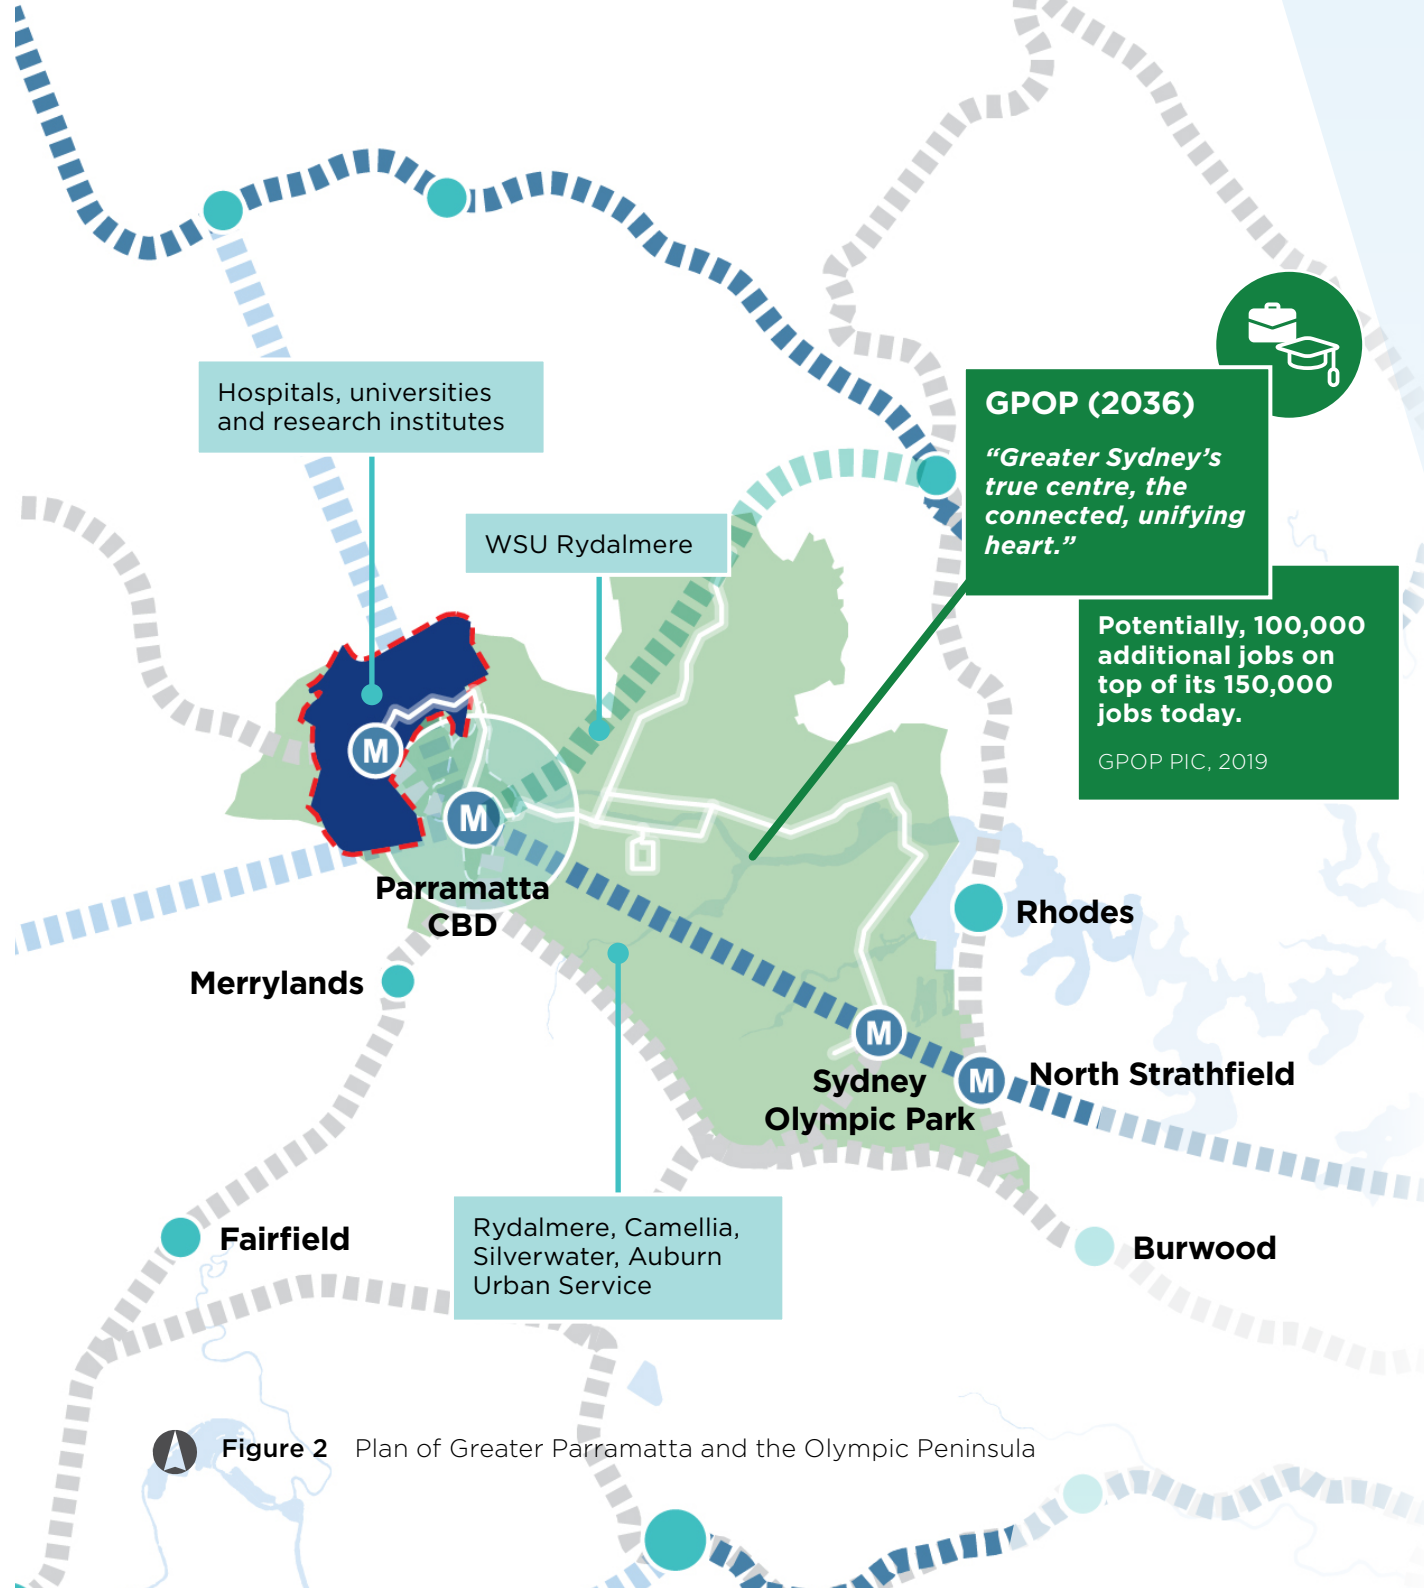 Hospitals, universities
and research institutes
GPOP (2036)
“Greater Sydney’s
true centre, the
connected, unifying
heart.”
WSU Rydalmere
Potentially, 100,000
additional jobs on
top of its 150,000
jobs today.
GPOP PIC, 2019
M
M
Parramatta
CBD
Rhodes
Merrylands
M
Sydney
Olympic Park
M
North Strathfield
Rydalmere, Camellia,
Silverwater, Auburn
Urban Service
Fairfield
Burwood
Figure 2 Plan of Greater Parramatta and the Olympic Peninsula